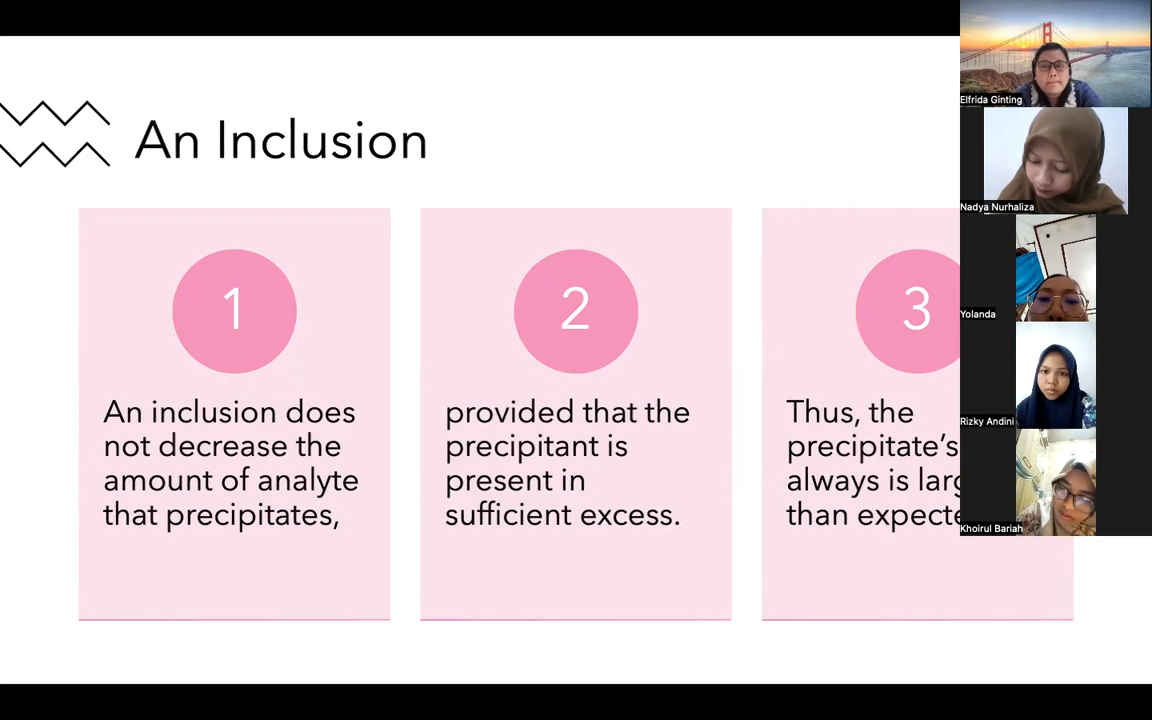 An Inclusion
1
An inclusion does
not decrease the
amount of analyte
that precipitates,
2
provided that the
precipitant is
present in
sufficient excess.
3
Thus, the
precipitate’s
always is
than
Elfrida Ginting
Nadya Nurhaliza
Yolanda
Rizky Andini
Khoirul Bariah